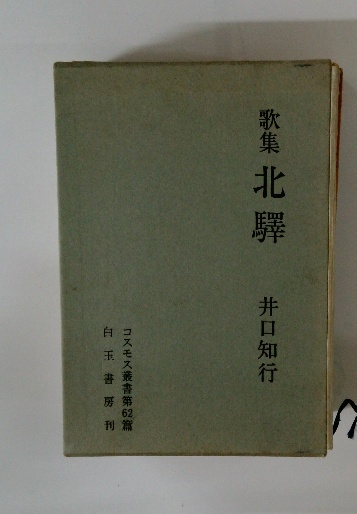 歌集 北驛
井口知行
コスモス叢書第62篇
白玉書房刊